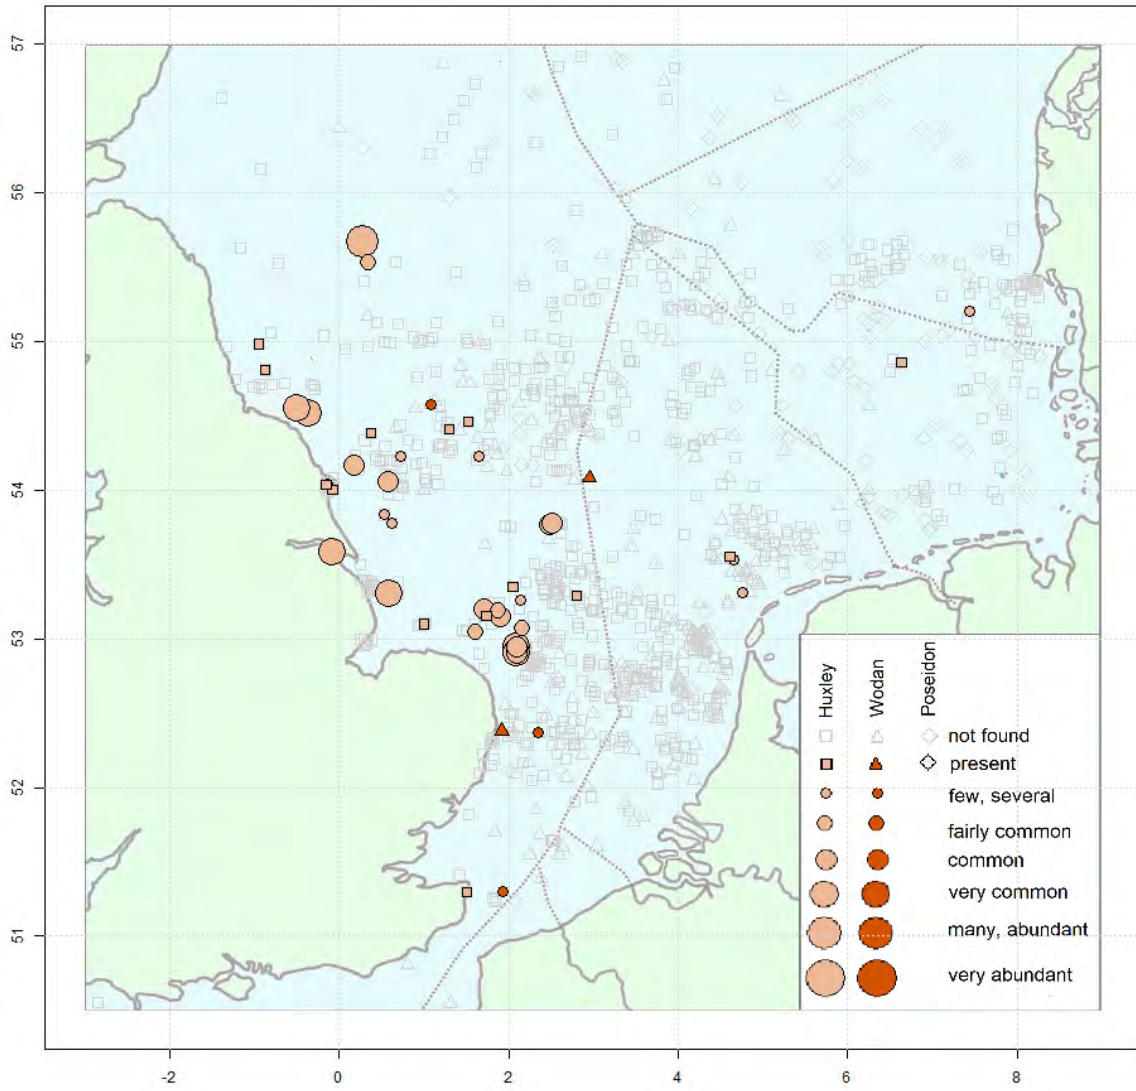 57
56
55
54
53
52
51
Huxley
Wodan
Poseidon
not found
present
few, several
fairly common
common
very common
many, abundant
very abundant
-2
0
2
4
6
8